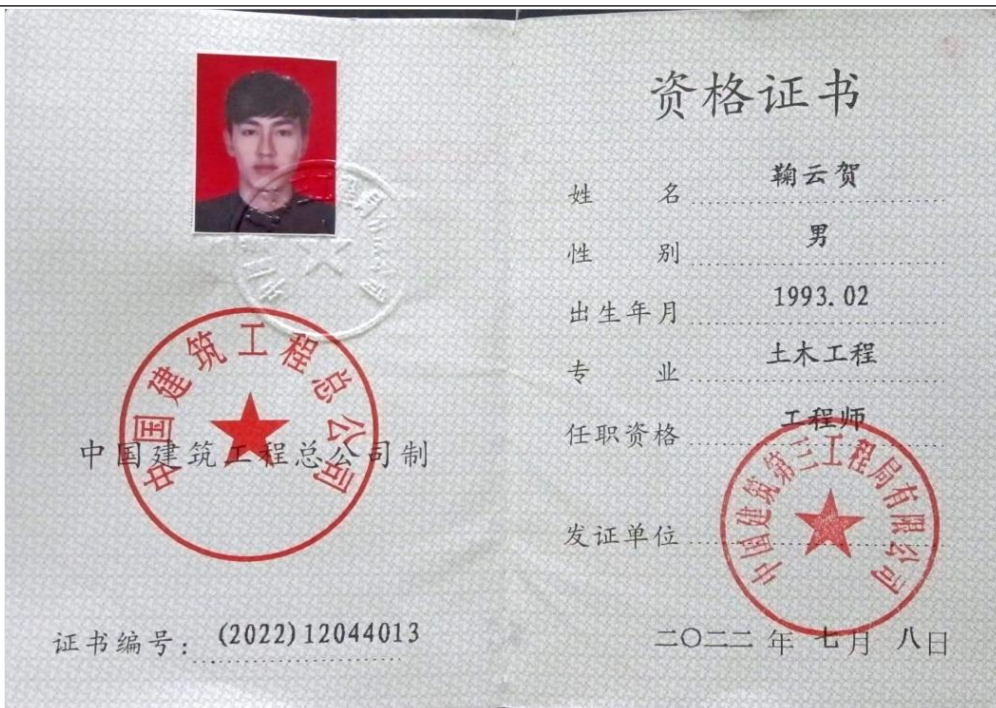 中国建筑工程总公司
中国建筑工程总公司制
证书编号：(2022)12044013
资格证书
姓名 鞠云贺
性别 男
出生年月 1993.02
专业 土木工程
任职资格 工程师
发证单位
中国建筑第三工程局有限公司
二〇二二年七月八日